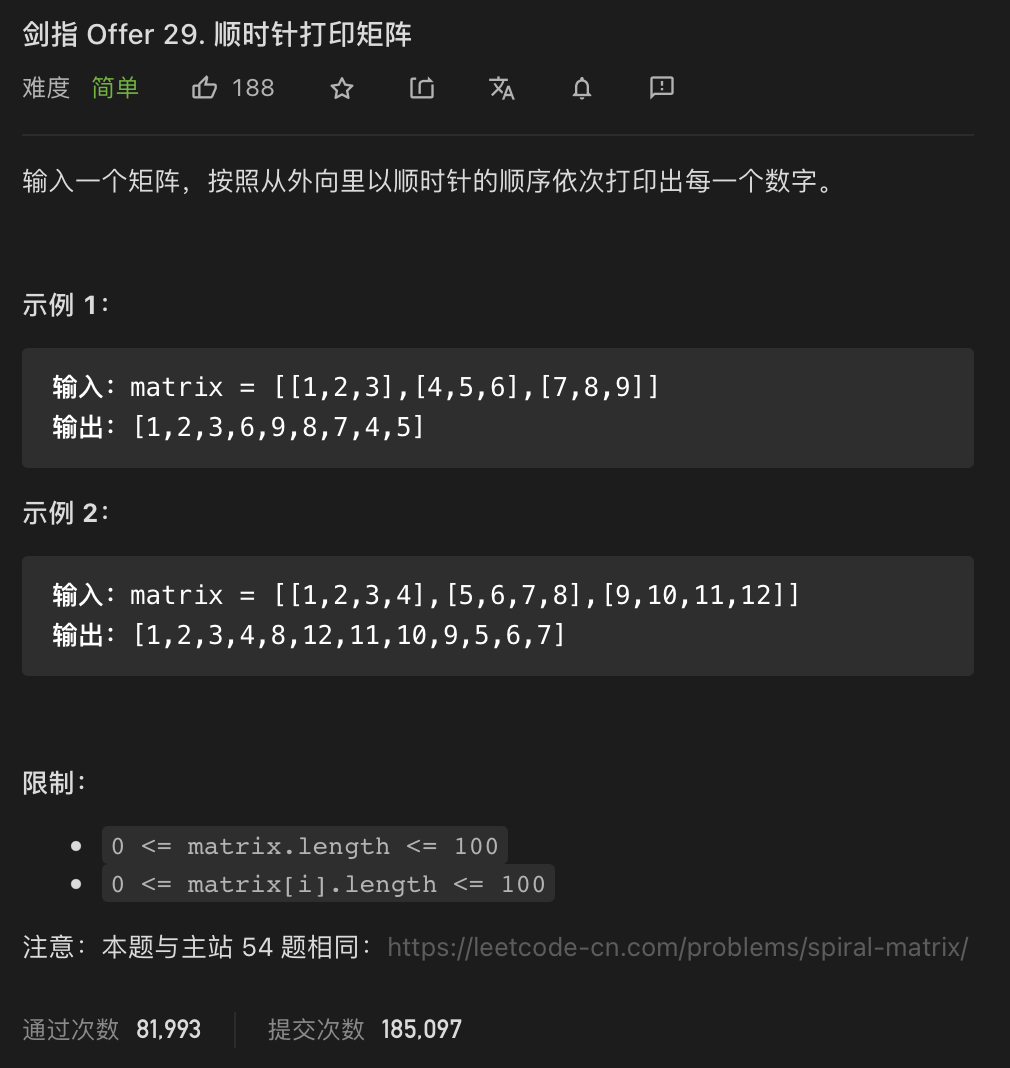 剑指 Offer 29. 顺时针打印矩阵
难度 简单 188
输入一个矩阵，按照从外向里以顺时针的顺序依次打印出每一个数字。
示例 1：
输入：matrix = [[1,2,3],[4,5,6],[7,8,9]]
输出：[1,2,3,6,9,8,7,4,5]
示例 2：
输入：matrix = [[1,2,3,4],[5,6,7,8],[9,10,11,12]]
输出：[1,2,3,4,8,12,11,10,9,5,6,7]
限制：
0 <= matrix.length <= 100
0 <= matrix[i].length <= 100
注意：本题与主站 54 题相同：https://leetcode-cn.com/problems/spiral-matrix/
通过次数 81,993 提交次数 185,097